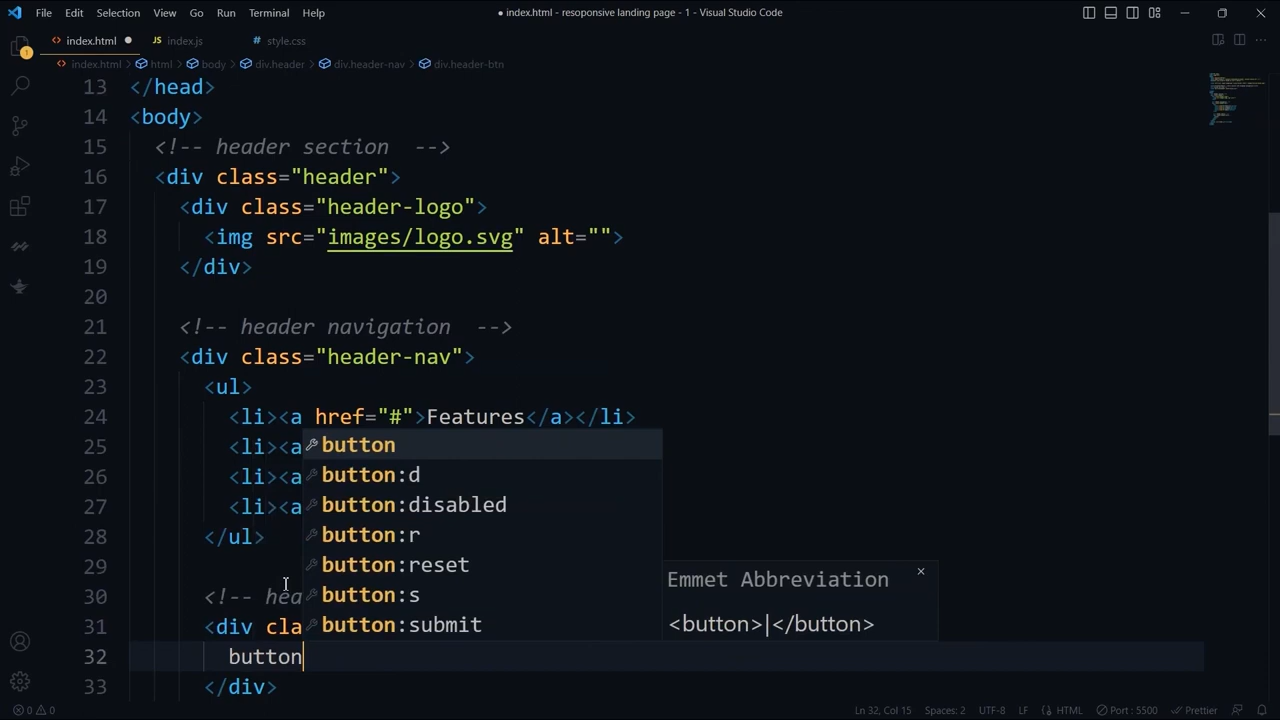 File Edit Selection View Go Run Terminal Help
● index.html - resoponsive landing page - 1 - Visual Studio Code
<> index.html ● JS index.js # style.css
<> index.html > html > body > div.header > div.header-nav > div.header-btn
13 </head>
14 <body>
15 <!-- header section  -->
16 <div class="header">
17 <div class="header-logo">
18 <img src="images/logo.svg" alt="">
19 </div>
20
21 <!-- header navigation  -->
22 <div class="header-nav">
23 <ul>
24 <li><a href="#">Features</a></li>
25 <li><a
26 <li><a
27 <li><a
28 </ul>
29
30 <!-- hea
31 <div cla
32 button
33 </div>
button
button:d
button:disabled
button:r
button:reset
button:s
button:submit
Emmet Abbreviation ×
<button>|</button>
1
0 0 Ln 32, Col 15 Spaces: 2 UTF-8 LF {} HTML Port : 5500 Prettier